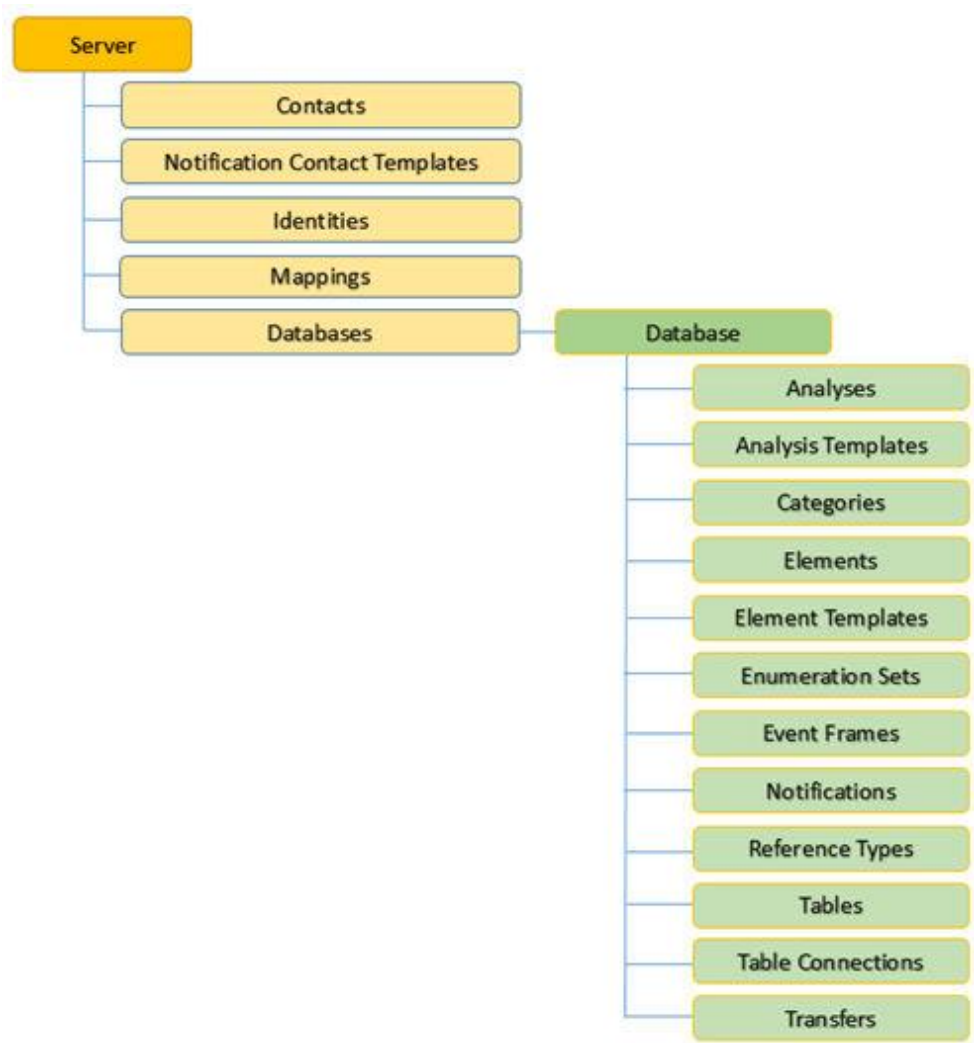 Server
Contacts
Notification Contact Templates
Identities
Mappings
Databases
Database
Analyses
Analysis Templates
Categories
Elements
Element Templates
Enumeration Sets
Event Frames
Notifications
Reference Types
Tables
Table Connections
Transfers